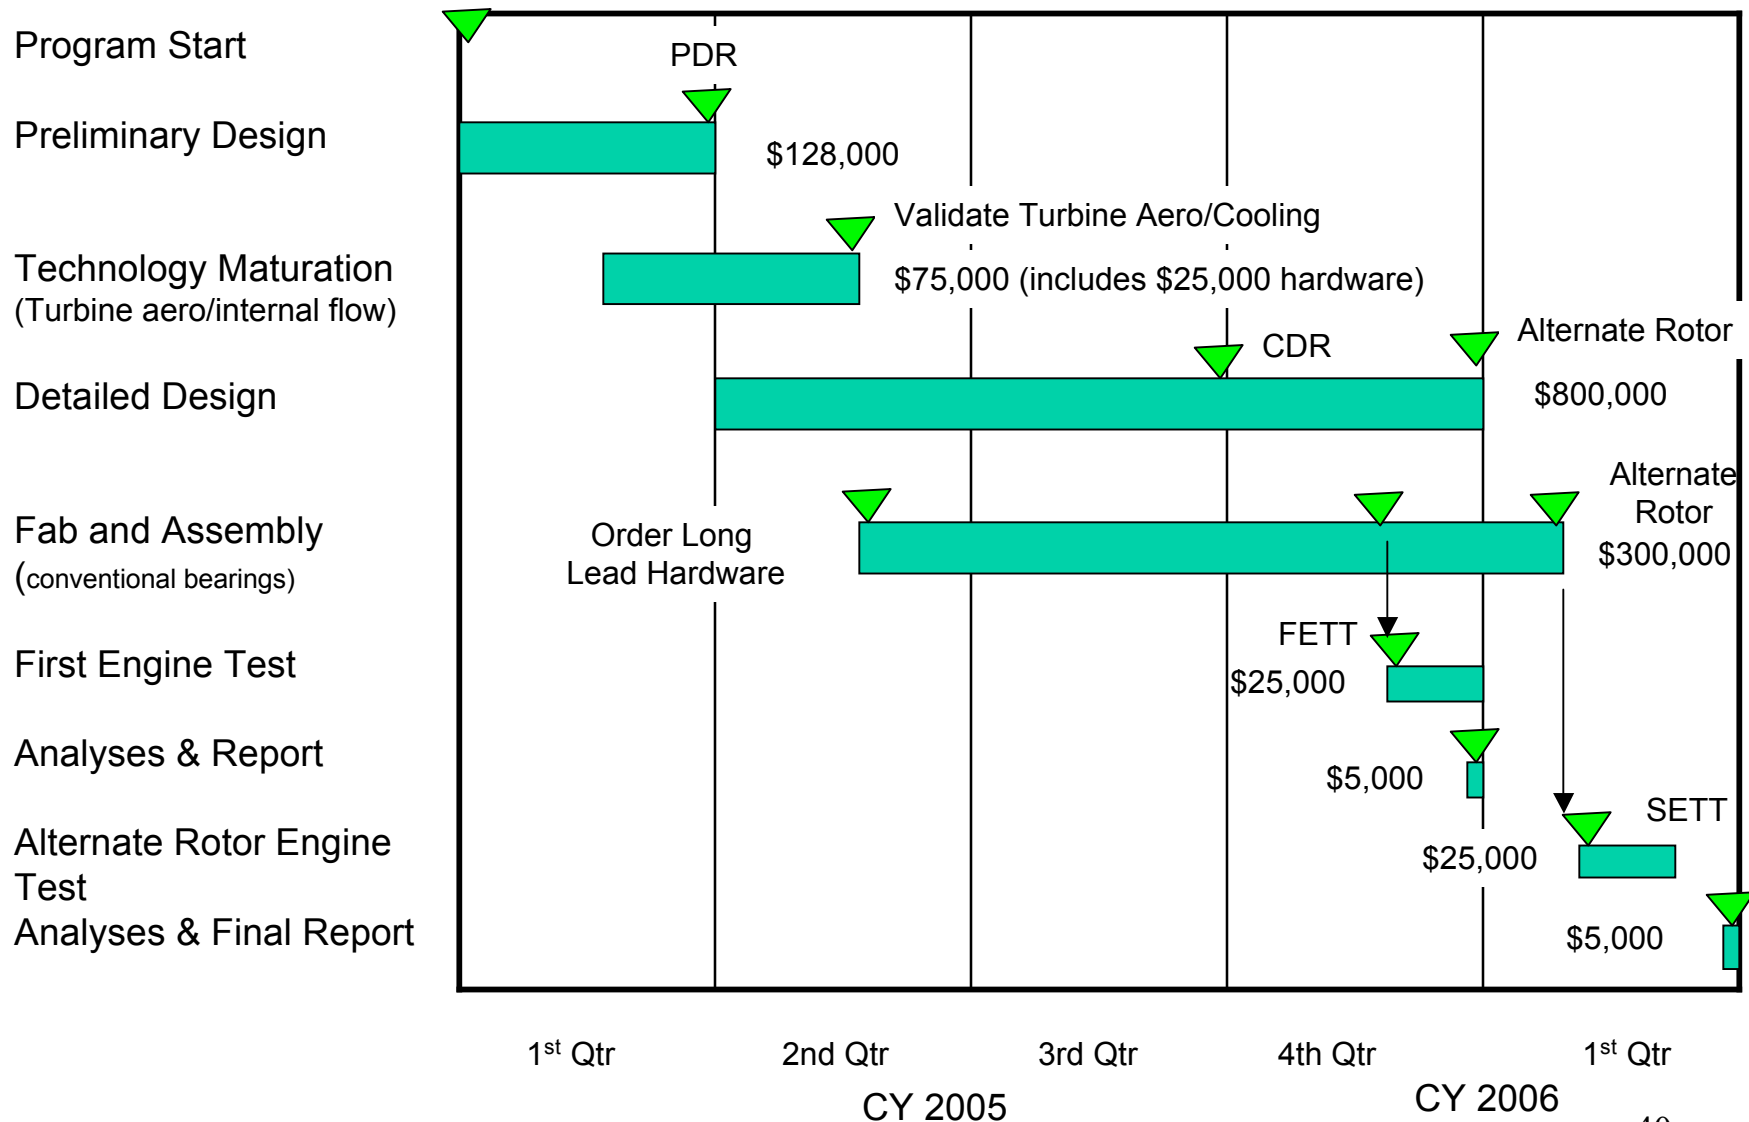 Program Start
PDR
Preliminary Design
$128,000
Validate Turbine Aero/Cooling
Technology Maturation
$75,000 (includes $25,000 hardware)
(Turbine aero/internal flow)
Alternate Rotor
CDR
Detailed Design
$800,000
Alternate
Rotor
Fab and Assembly
Order Long
$300,000
(conventional bearings)
Lead Hardware
FETT
First Engine Test
$25,000
Analyses & Report
$5,000
SETT
Alternate Rotor Engine
Test
$25,000
Analyses & Final Report
$5,000
1st Qtr
2nd Qtr
3rd Qtr
4th Qtr
1st Qtr
CY 2005
CY 2006